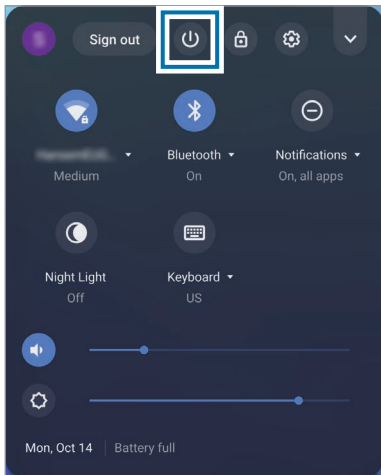 S
Sign out
Bluetooth Notifications
Medium On On, all apps
Night Light Keyboard
Off US
Mon, Oct 14 Battery full